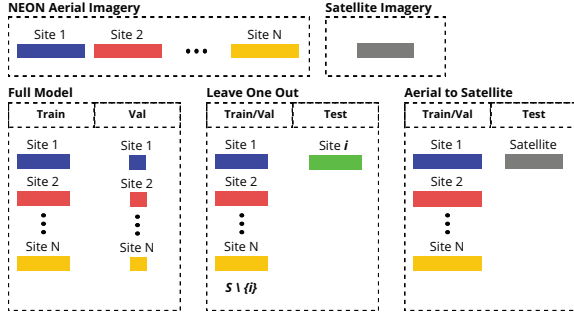 NEON Aerial Imagery
Satellite Imagery
Site 1
Site 2
Site N
Full Model
Train
Val
Site 1
Site 1
Site 2
Site 2
Site N
Site N
Leave One Out
Train/Val
Test
Site 1
Site i
Site 2
Site N
S \ {i}
Aerial to Satellite
Train/Val
Test
Site 1
Satellite
Site 2
Site N